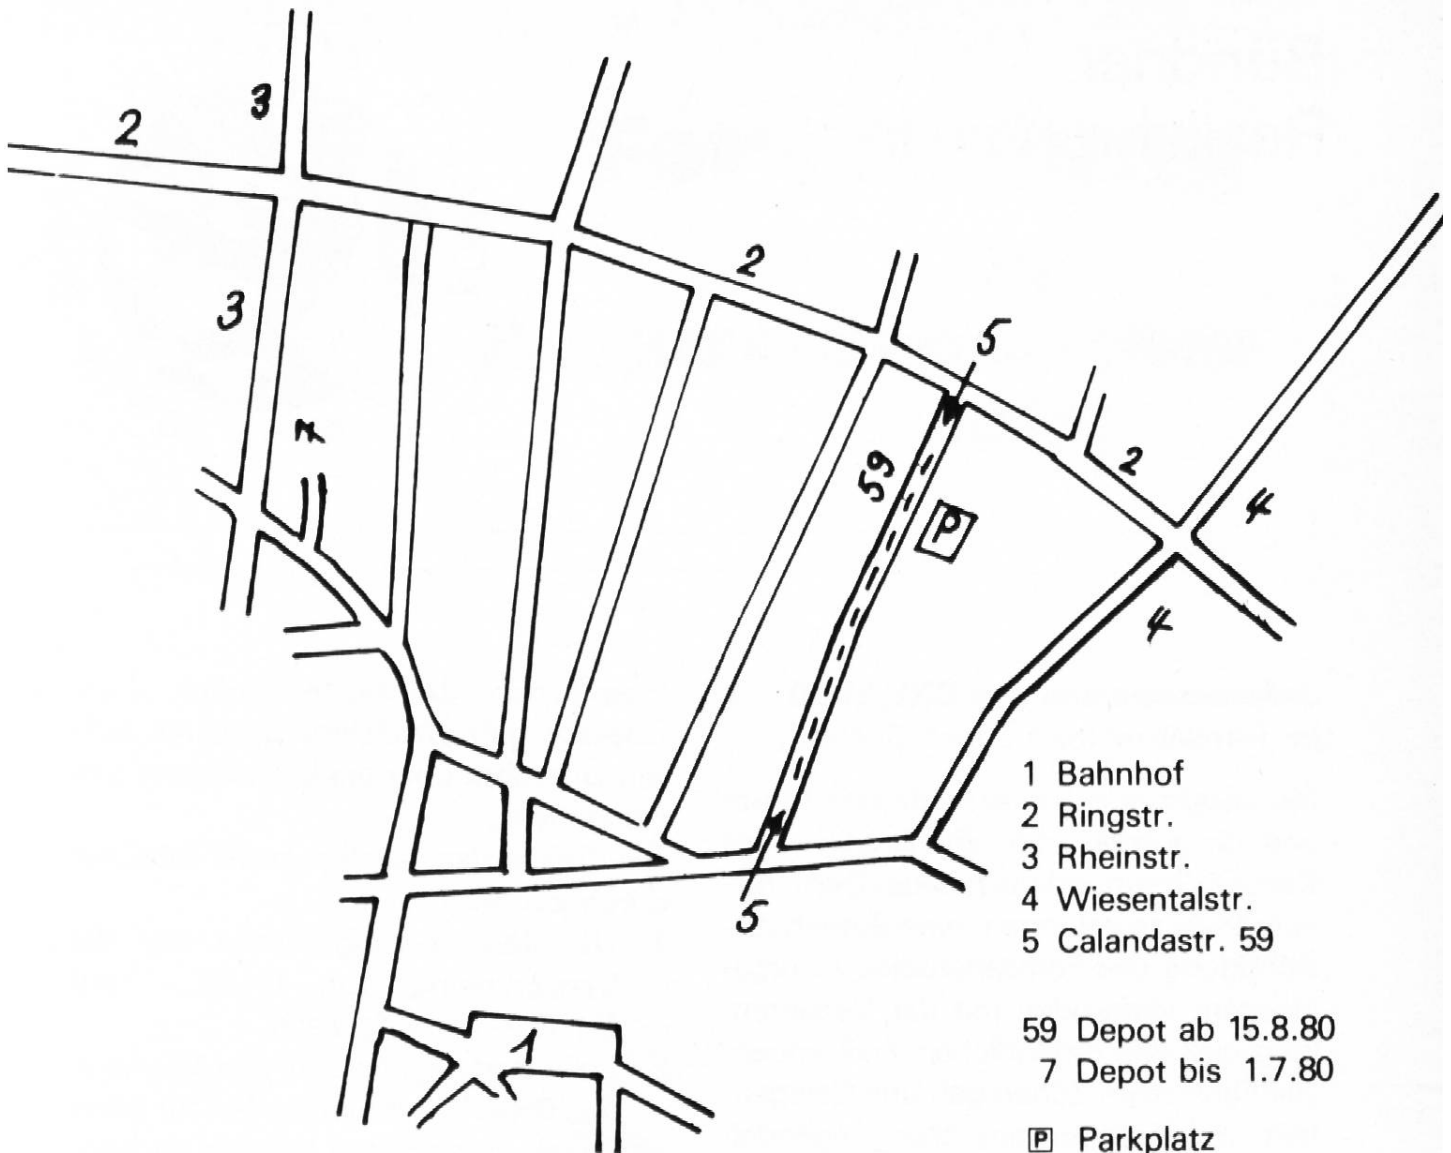 3
2
2
3
5
7
59
2
P
4
4
1 Bahnhof
2 Ringstr.
3 Rheinstr.
4 Wiesentalstr.
5 Calandastr. 59
5
59 Depot ab 15.8.80
7 Depot bis 1.7.80
1
P Parkplatz